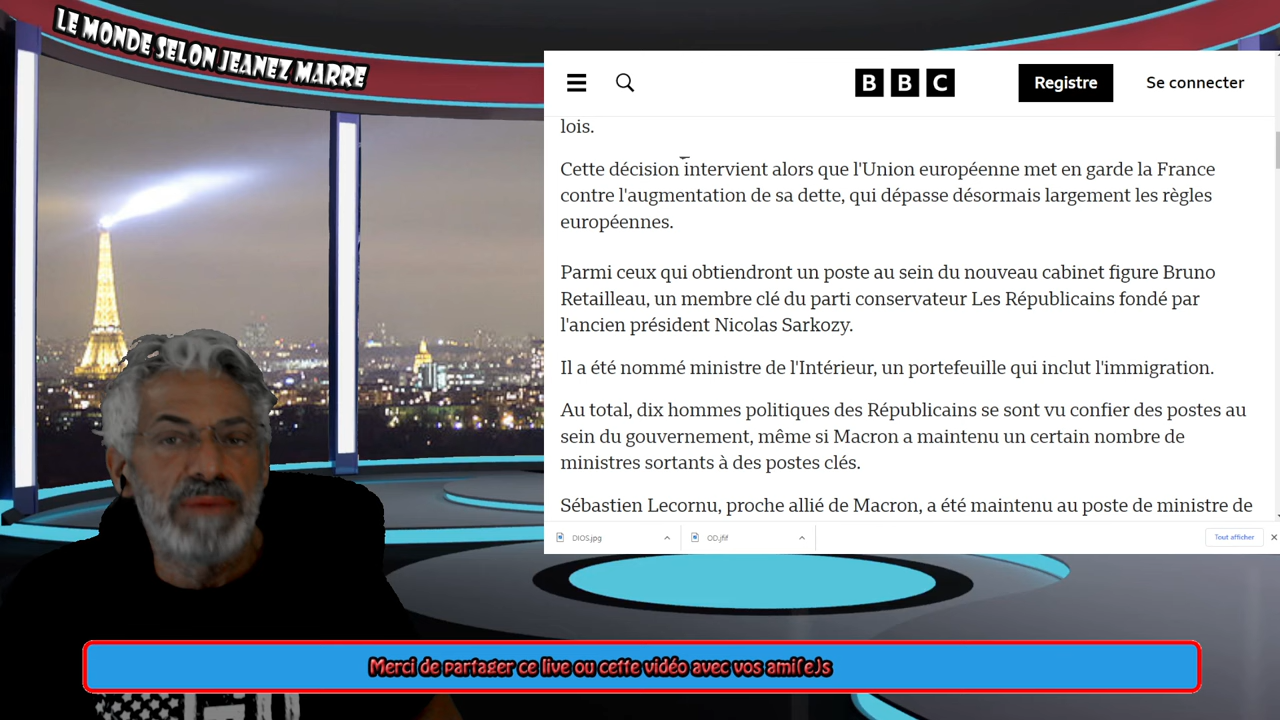 LE MONDE SELON JEANEZ MARRE
BBC
Registre
Se connecter
lois.
Cette décision intervient alors que l'Union européenne met en garde la France
contre l'augmentation de sa dette, qui dépasse désormais largement les règles
européennes.
Parmi ceux qui obtiendront un poste au sein du nouveau cabinet figure Bruno
Retailleau, un membre clé du parti conservateur Les Républicains fondé par
l'ancien président Nicolas Sarkozy.
Il a été nommé ministre de l'Intérieur, un portefeuille qui inclut l'immigration.
Au total, dix hommes politiques des Républicains se sont vu confier des postes au
sein du gouvernement, même si Macron a maintenu un certain nombre de
ministres sortants à des postes clés.
Sébastien Lecornu, proche allié de Macron, a été maintenu au poste de ministre de
DIOS.jpg
OD.jfif
Tout afficher
Merci de partager ce live ou cette vidéo avec vos ami(e)s